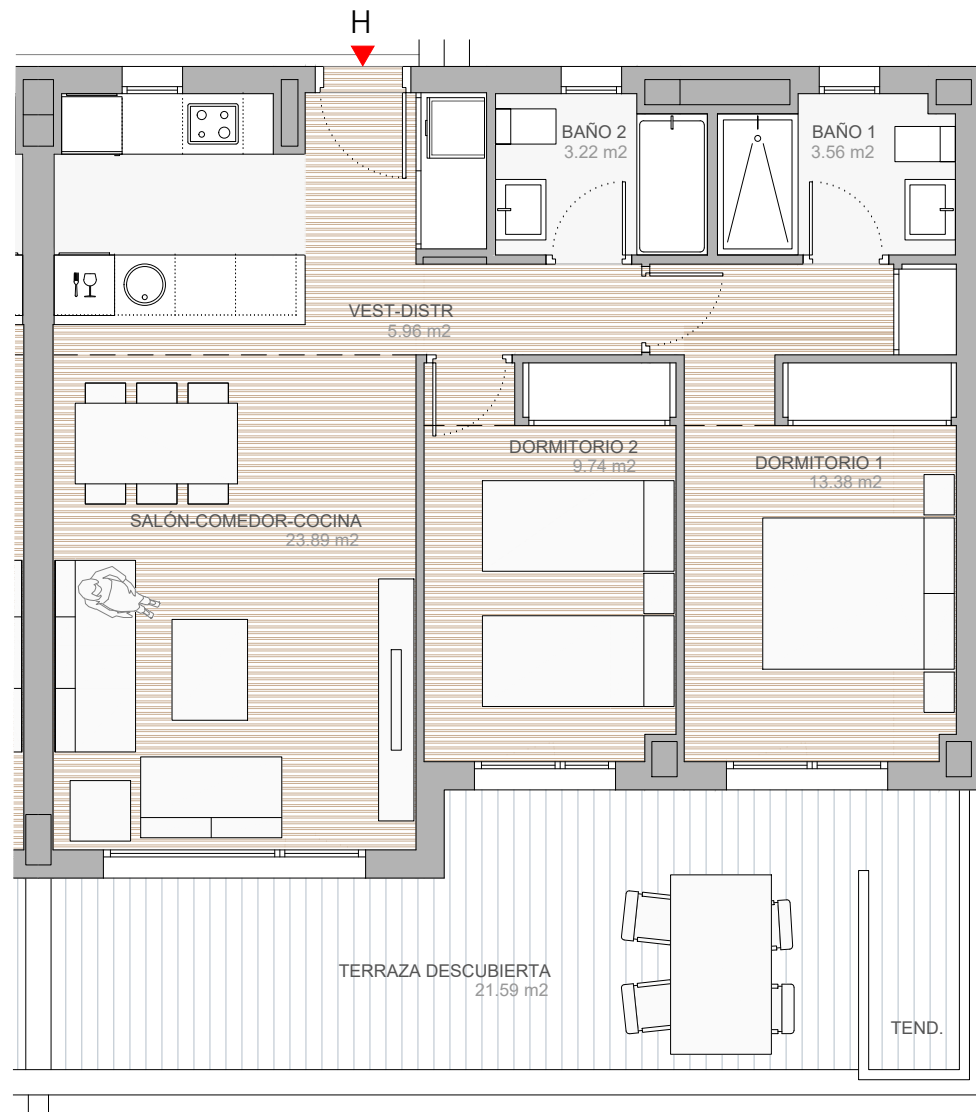 H
BAÑO 2
3.22 m2
BAÑO 1
3.56 m2
VEST-DISTR
5.96 m2
DORMITORIO 2
9.74 m2
DORMITORIO 1
13.38 m2
SALÓN-COMEDOR-COCINA
23.89 m2
TERRAZA DESCUBIERTA
21.59 m2
TEND.